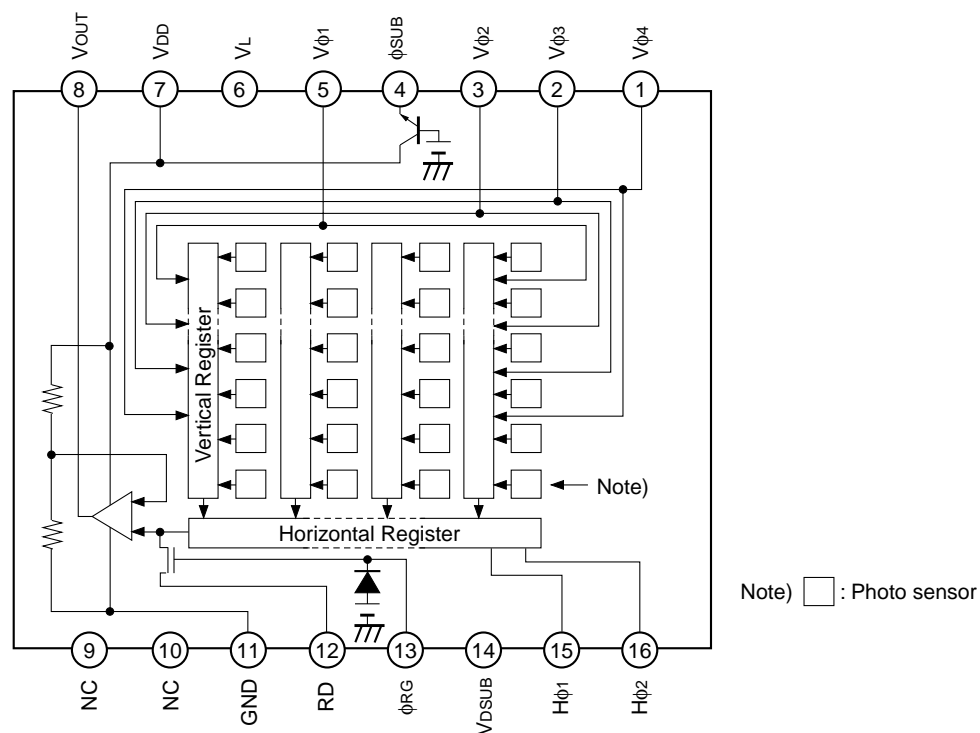 VOUT
VDD
VL
Vϕ1
ϕSUB
Vϕ2
Vϕ3
Vϕ4
8
7
6
5
4
3
2
1
Vertical Register
Note)
Horizontal Register
Note) : Photo sensor
9
10
11
12
13
14
15
16
NC
NC
GND
RD
ϕRG
VDSUB
Hϕ1
Hϕ2